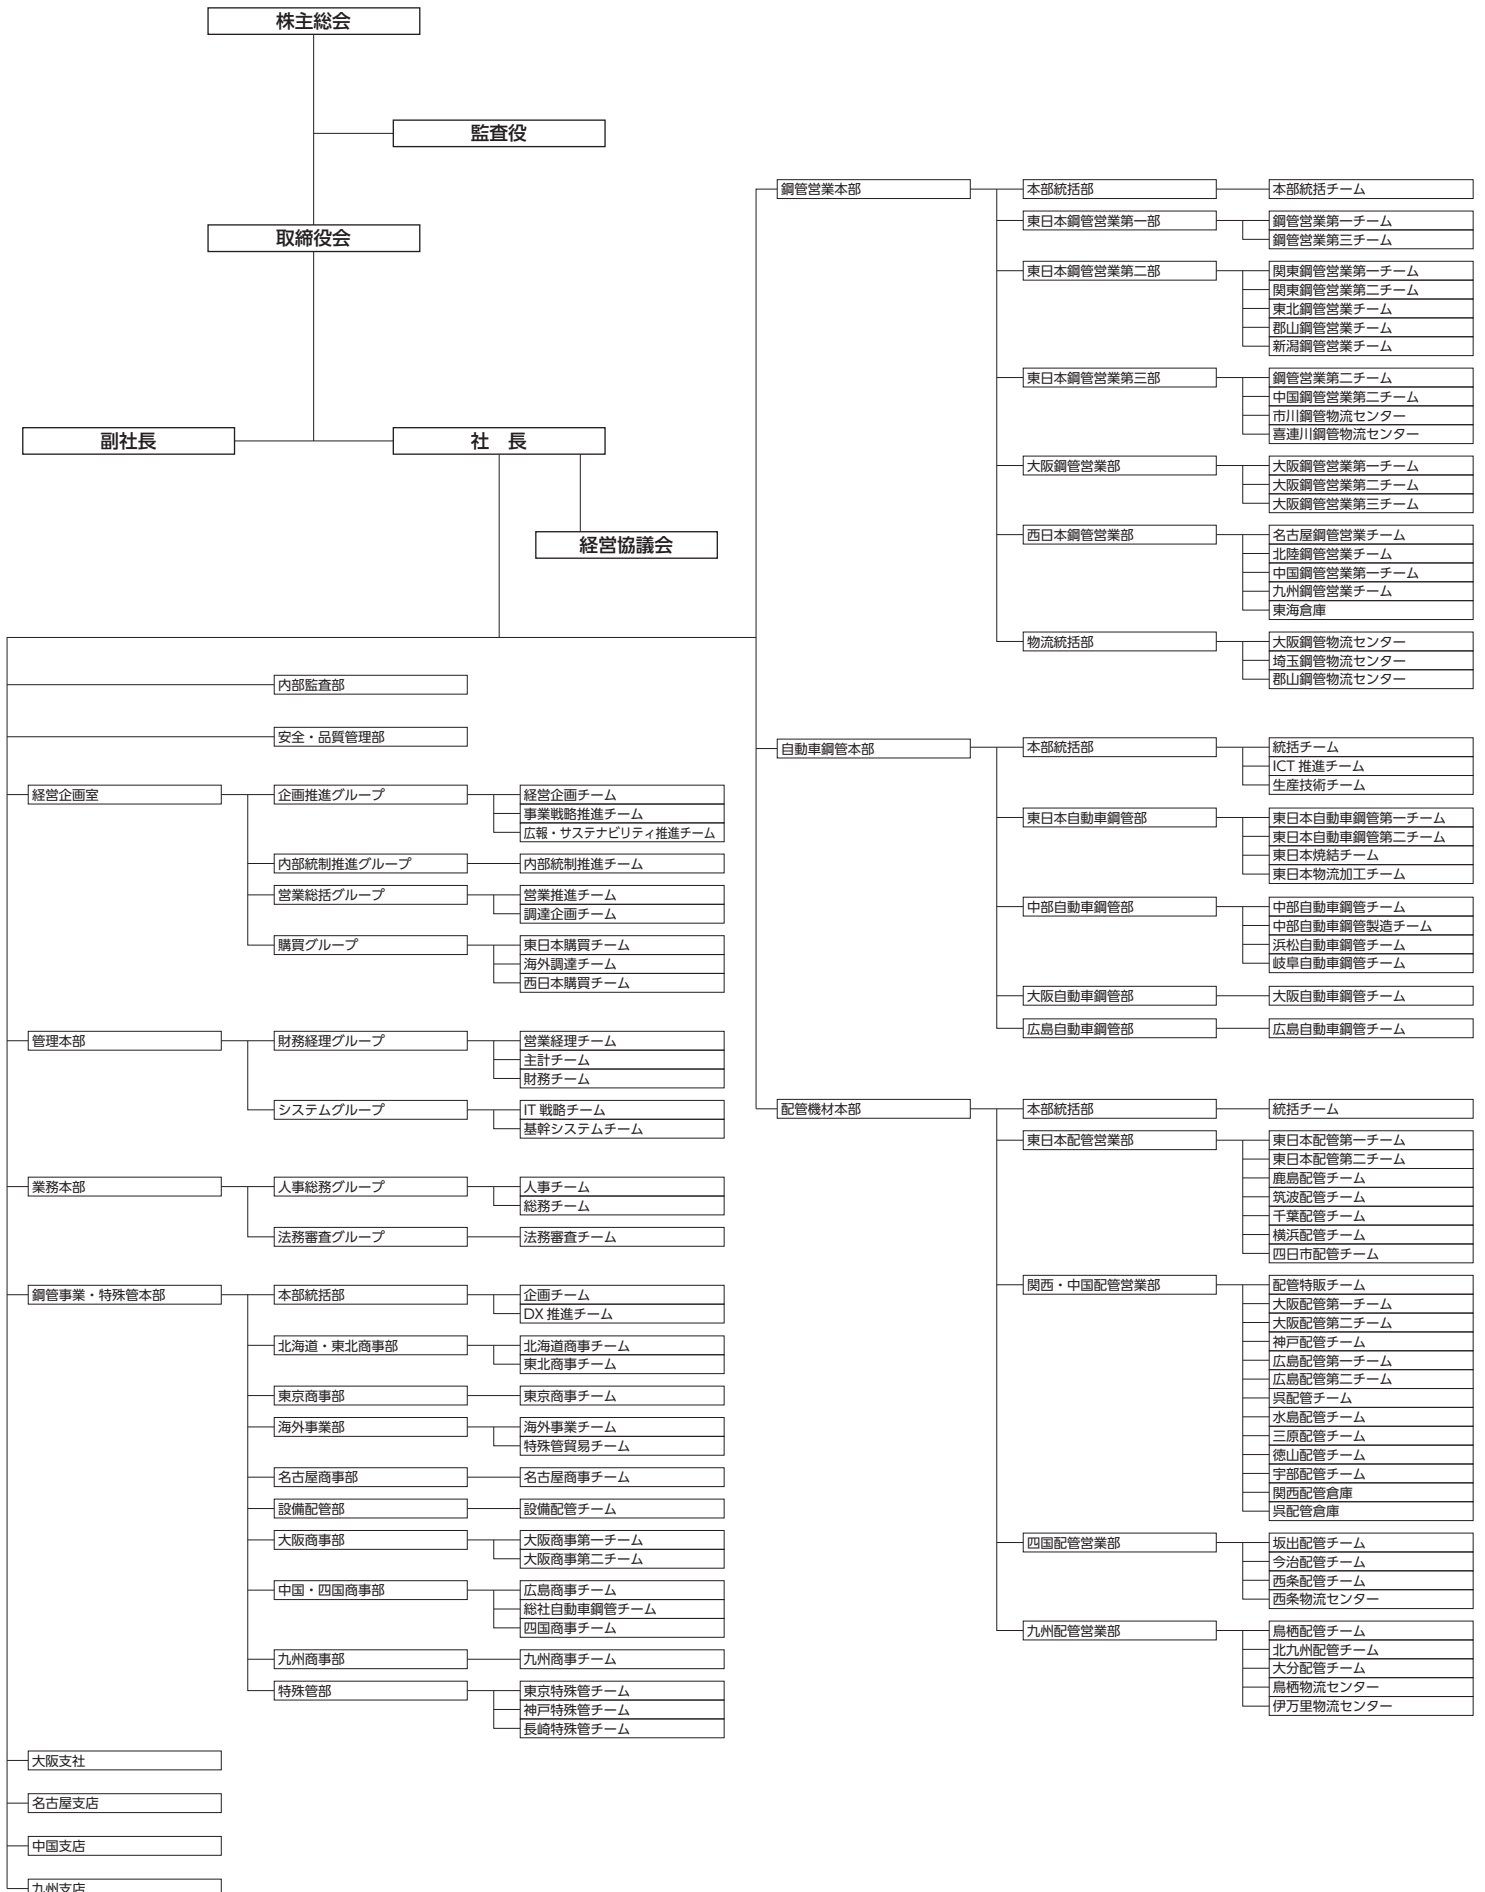 株主総会
監査役
取締役会
副社長
社　長
経営協議会
内部監査部
安全・品質管理部
経営企画室
企画推進グループ
経営企画チーム
事業戦略推進チーム
広報・サステナビリティ推進チーム
内部統制推進グループ
内部統制推進チーム
営業総括グループ
営業推進チーム
調達企画チーム
購買グループ
東日本購買チーム
海外調達チーム
西日本購買チーム
管理本部
財務経理グループ
営業経理チーム
主計チーム
財務チーム
システムグループ
IT 戦略チーム
基幹システムチーム
業務本部
人事総務グループ
人事チーム
総務チーム
法務審査グループ
法務審査チーム
鋼管事業・特殊管本部
本部統括部
企画チーム
DX 推進チーム
北海道・東北商事部
北海道商事チーム
東北商事チーム
東京商事部
東京商事チーム
海外事業部
海外事業チーム
特殊管貿易チーム
名古屋商事部
名古屋商事チーム
設備配管部
設備配管チーム
大阪商事部
大阪商事第一チーム
大阪商事第二チーム
中国・四国商事部
広島商事チーム
総社自動車鋼管チーム
四国商事チーム
九州商事部
九州商事チーム
特殊管部
東京特殊管チーム
神戸特殊管チーム
長崎特殊管チーム
大阪支社
名古屋支店
中国支店
九州支店
鋼管営業本部
本部統括部
本部統括チーム
東日本鋼管営業第一部
鋼管営業第一チーム
鋼管営業第三チーム
東日本鋼管営業第二部
関東鋼管営業第一チーム
関東鋼管営業第二チーム
東北鋼管営業チーム
郡山鋼管営業チーム
新潟鋼管営業チーム
東日本鋼管営業第三部
鋼管営業第二チーム
中国鋼管営業第二チーム
市川鋼管物流センター
喜連川鋼管物流センター
大阪鋼管営業部
大阪鋼管営業第一チーム
大阪鋼管営業第二チーム
大阪鋼管営業第三チーム
西日本鋼管営業部
名古屋鋼管営業チーム
北陸鋼管営業チーム
中国鋼管営業第一チーム
九州鋼管営業チーム
東海倉庫
物流統括部
大阪鋼管物流センター
埼玉鋼管物流センター
郡山鋼管物流センター
自動車鋼管本部
本部統括部
統括チーム
ICT 推進チーム
生産技術チーム
東日本自動車鋼管部
東日本自動車鋼管第一チーム
東日本自動車鋼管第二チーム
東日本焼結チーム
東日本物流加工チーム
中部自動車鋼管部
中部自動車鋼管チーム
中部自動車鋼管製造チーム
浜松自動車鋼管チーム
岐阜自動車鋼管チーム
大阪自動車鋼管部
大阪自動車鋼管チーム
広島自動車鋼管部
広島自動車鋼管チーム
配管機材本部
本部統括部
統括チーム
東日本配管営業部
東日本配管第一チーム
東日本配管第二チーム
鹿島配管チーム
筑波配管チーム
千葉配管チーム
横浜配管チーム
四日市配管チーム
関西・中国配管営業部
配管特販チーム
大阪配管第一チーム
大阪配管第二チーム
神戸配管チーム
広島配管第一チーム
広島配管第二チーム
呉配管チーム
水島配管チーム
三原配管チーム
徳山配管チーム
宇部配管チーム
関西配管倉庫
呉配管倉庫
四国配管営業部
坂出配管チーム
今治配管チーム
西条配管チーム
西条物流センター
九州配管営業部
鳥栖配管チーム
北九州配管チーム
大分配管チーム
鳥栖物流センター
伊万里物流センター